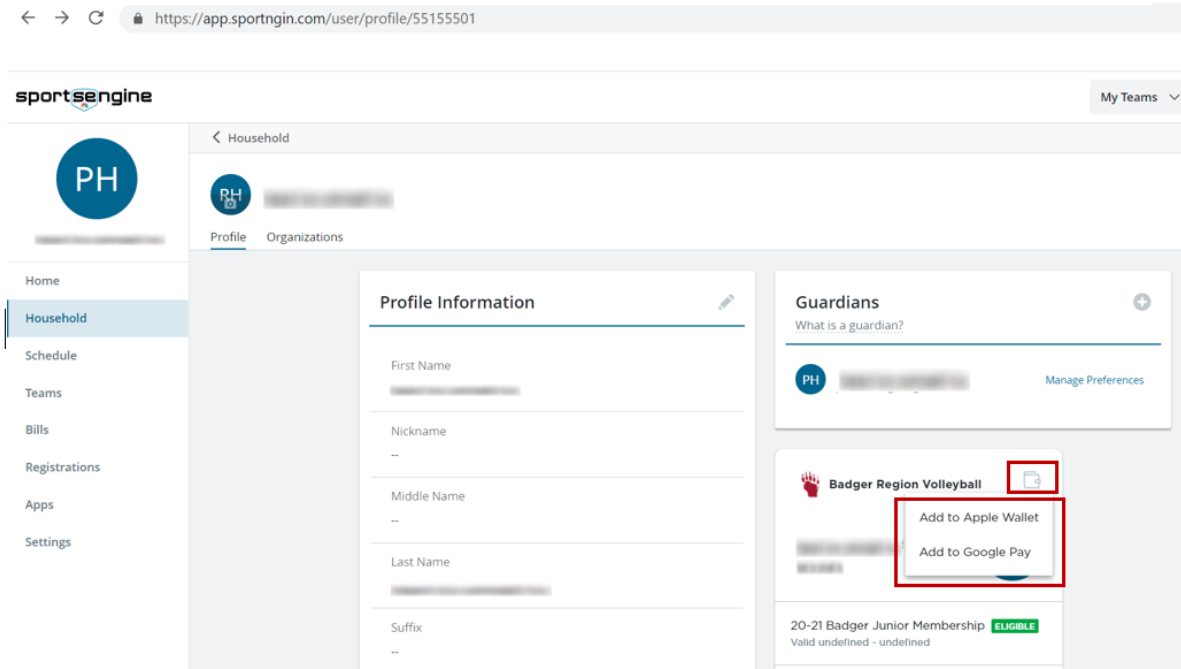 https://app.sportngin.com/user/profile/55155501
sportsengine
My Teams
PH
Household
RH
Profile Organizations
Home
Household
Schedule
Teams
Bills
Registrations
Apps
Settings
Profile Information
First Name
Nickname
--
Middle Name
--
Last Name
Suffix
--
Guardians
What is a guardian?
PH
Manage Preferences
Badger Region Volleyball
Add to Apple Wallet
Add to Google Pay
20-21 Badger Junior Membership ELIGIBLE
Valid undefined - undefined